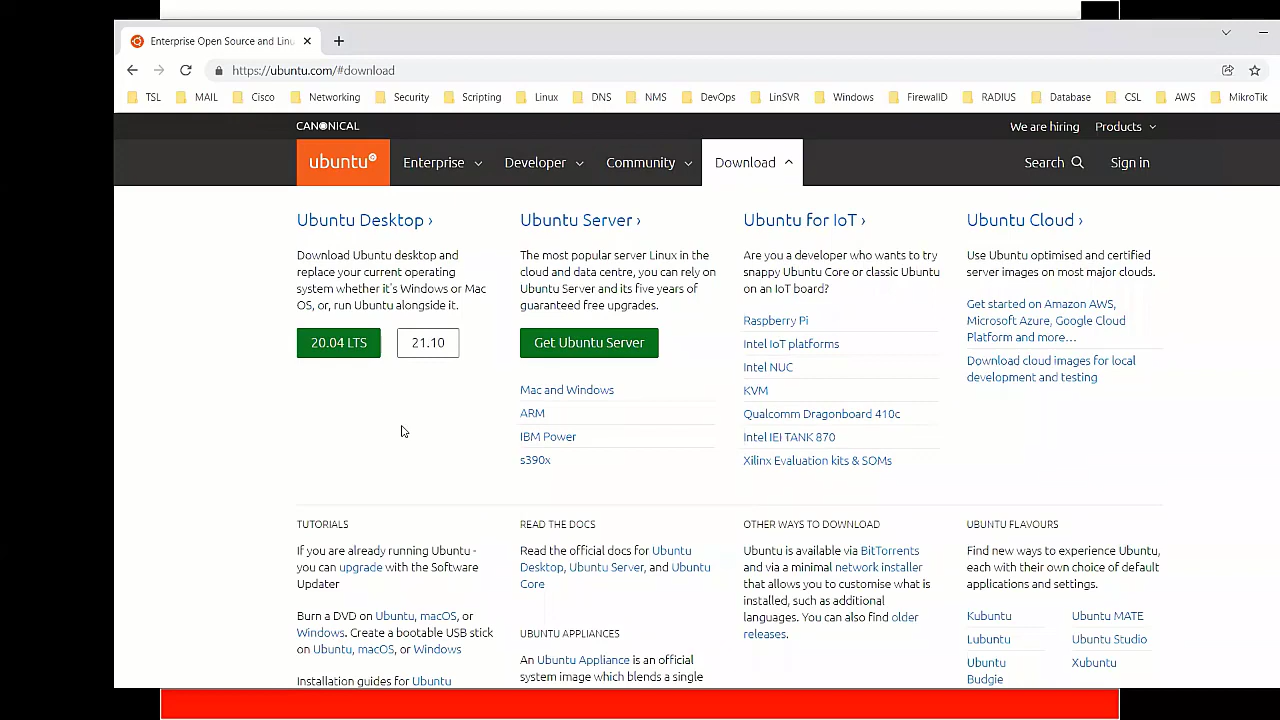 Enterprise Open Source and Linu
https://ubuntu.com/#download
TSL MAIL Cisco Networking Security Scripting Linux DNS NMS DevOps LinSVR Windows FirewallD RADIUS Database CSL AWS MikroTik
CANONICAL
We are hiring Products
ubuntu
Enterprise Developer Community Download Search Sign in
Ubuntu Desktop ›
Download Ubuntu desktop and
replace your current operating
system whether it's Windows or Mac
OS, or, run Ubuntu alongside it.
20.04 LTS 21.10
Ubuntu Server ›
The most popular server Linux in the
cloud and data centre, you can rely on
Ubuntu Server and its five years of
guaranteed free upgrades.
Get Ubuntu Server
Mac and Windows
ARM
IBM Power
s390x
Ubuntu for IoT ›
Are you a developer who wants to try
snappy Ubuntu Core or classic Ubuntu
on an IoT board?
Raspberry Pi
Intel IoT platforms
Intel NUC
KVM
Qualcomm Dragonboard 410c
Intel IEI TANK 870
Xilinx Evaluation kits & SOMs
Ubuntu Cloud ›
Use Ubuntu optimised and certified
server images on most major clouds.
Get started on Amazon AWS,
Microsoft Azure, Google Cloud
Platform and more…
Download cloud images for local
development and testing
TUTORIALS
If you are already running Ubuntu -
you can upgrade with the Software
Updater
Burn a DVD on Ubuntu, macOS, or
Windows. Create a bootable USB stick
on Ubuntu, macOS, or Windows
Installation guides for Ubuntu
READ THE DOCS
Read the official docs for Ubuntu
Desktop, Ubuntu Server, and Ubuntu
Core
UBUNTU APPLIANCES
An Ubuntu Appliance is an official
system image which blends a single
OTHER WAYS TO DOWNLOAD
Ubuntu is available via BitTorrents
and via a minimal network installer
that allows you to customise what is
installed, such as additional
languages. You can also find older
releases.
UBUNTU FLAVOURS
Find new ways to experience Ubuntu,
each with their own choice of default
applications and settings.
Kubuntu Ubuntu MATE
Lubuntu Ubuntu Studio
Ubuntu Xubuntu
Budgie